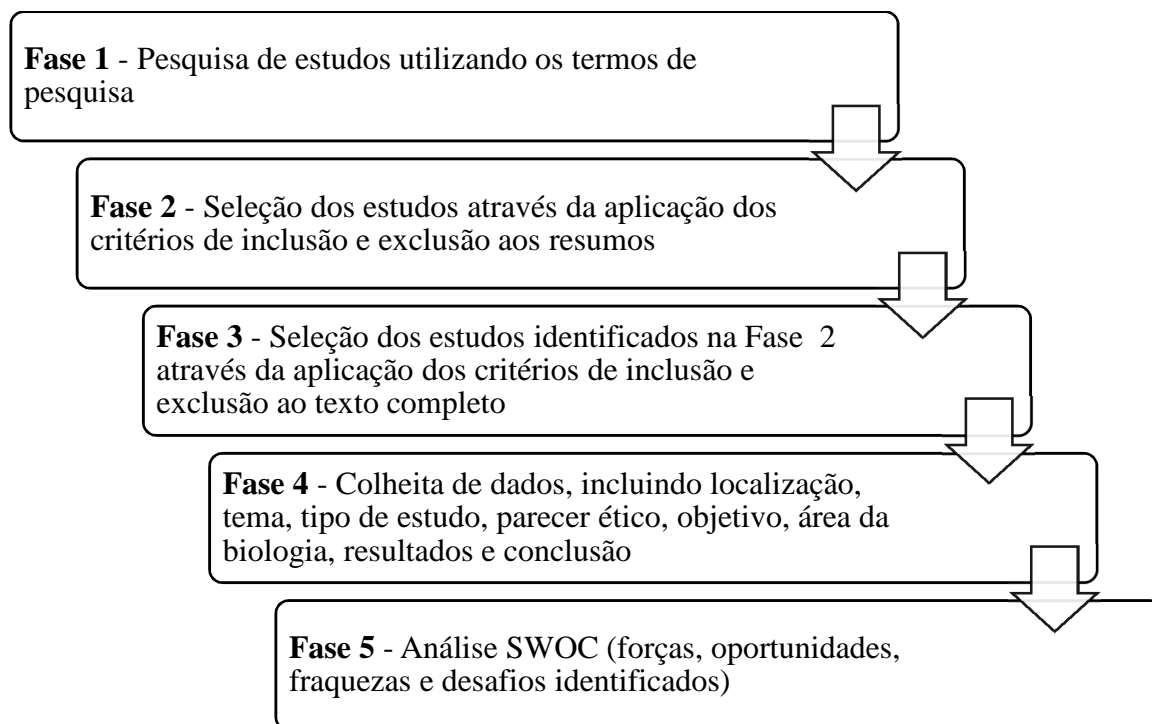 Fase 1 - Pesquisa de estudos utilizando os termos de
pesquisa
Fase 2 - Seleção dos estudos através da aplicação dos
critérios de inclusão e exclusão aos resumos
Fase 3 - Seleção dos estudos identificados na Fase 2
através da aplicação dos critérios de inclusão e
exclusão ao texto completo
Fase 4 - Colheita de dados, incluindo localização,
tema, tipo de estudo, parecer ético, objetivo, área da
biologia, resultados e conclusão
Fase 5 - Análise SWOC (forças, oportunidades,
fraquezas e desafios identificados)